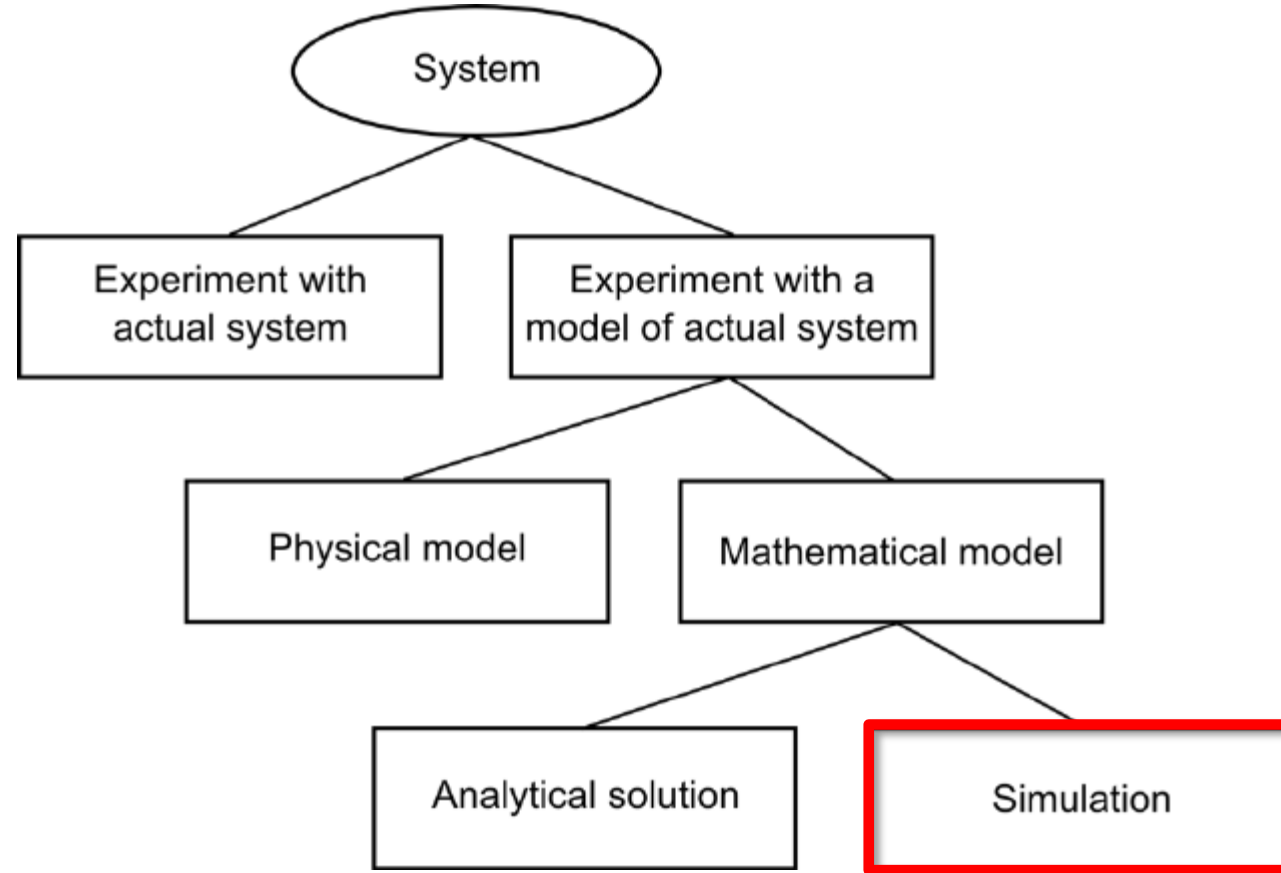 System
Experiment with
actual system
Experiment with a
model of actual system
Physical model
Mathematical model
Analytical solution
Simulation